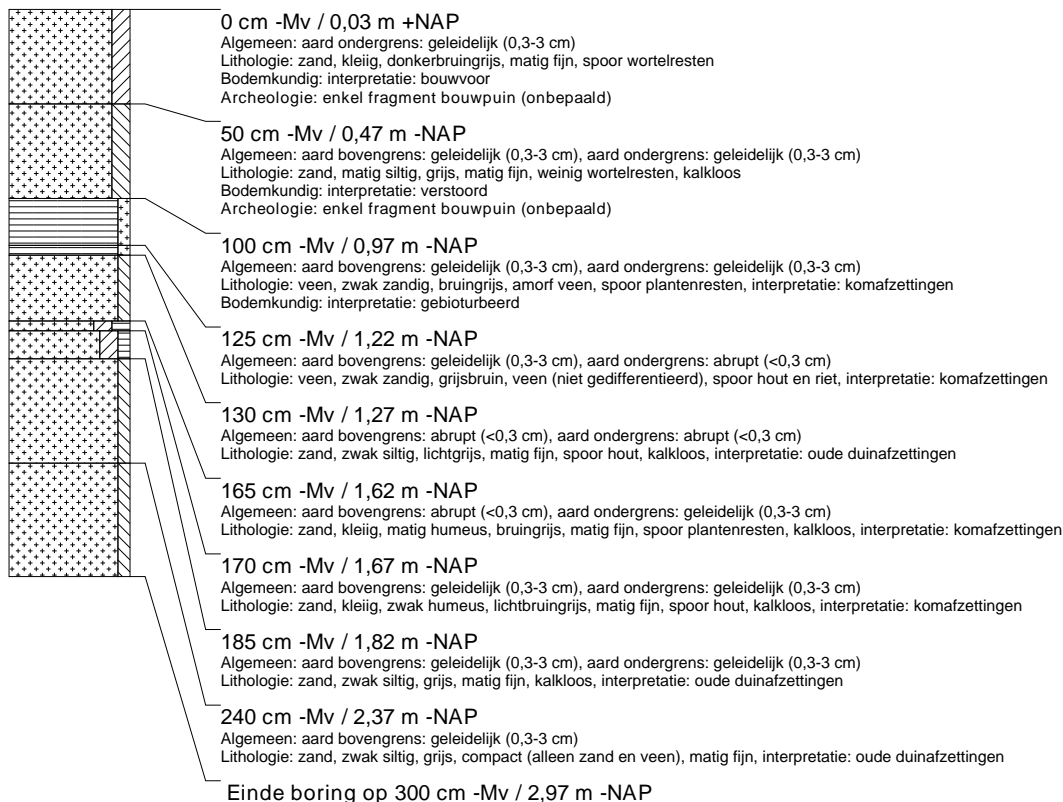 0 cm -Mv / 0,03 m +NAP
Algemeen: aard ondergrens: geleidelijk (0,3-3 cm)
Lithologie: zand, kleiig, donkerbruingrijs, matig fijn, spoor wortelresten
Bodemkundig: interpretatie: bouwvoor
Archeologie: enkel fragment bouwpuin (onbepaald)
50 cm -Mv / 0,47 m -NAP
Algemeen: aard bovengrens: geleidelijk (0,3-3 cm), aard ondergrens: geleidelijk (0,3-3 cm)
Lithologie: zand, matig siltig, grijs, matig fijn, weinig wortelresten, kalkloos
Bodemkundig: interpretatie: verstoord
Archeologie: enkel fragment bouwpuin (onbepaald)
100 cm -Mv / 0,97 m -NAP
Algemeen: aard bovengrens: geleidelijk (0,3-3 cm), aard ondergrens: geleidelijk (0,3-3 cm)
Lithologie: veen, zwak zandig, bruingrijs, amorf veen, spoor plantenresten, interpretatie: komafzettingen
Bodemkundig: interpretatie: gebioturbeerd
125 cm -Mv / 1,22 m -NAP
Algemeen: aard bovengrens: geleidelijk (0,3-3 cm), aard ondergrens: abrupt (<0,3 cm)
Lithologie: veen, zwak zandig, grijsbruin, veen (niet gedifferentieerd), spoor hout en riet, interpretatie: komafzettingen
130 cm -Mv / 1,27 m -NAP
Algemeen: aard bovengrens: abrupt (<0,3 cm), aard ondergrens: abrupt (<0,3 cm)
Lithologie: zand, zwak siltig, lichtgrijs, matig fijn, spoor hout, kalkloos, interpretatie: oude duinafzettingen
165 cm -Mv / 1,62 m -NAP
Algemeen: aard bovengrens: abrupt (<0,3 cm), aard ondergrens: geleidelijk (0,3-3 cm)
Lithologie: zand, kleiig, matig humeus, bruingrijs, matig fijn, spoor plantenresten, kalkloos, interpretatie: komafzettingen
170 cm -Mv / 1,67 m -NAP
Algemeen: aard bovengrens: geleidelijk (0,3-3 cm), aard ondergrens: geleidelijk (0,3-3 cm)
Lithologie: zand, kleiig, zwak humeus, lichtbruingrijs, matig fijn, spoor hout, kalkloos, interpretatie: komafzettingen
185 cm -Mv / 1,82 m -NAP
Algemeen: aard bovengrens: geleidelijk (0,3-3 cm), aard ondergrens: geleidelijk (0,3-3 cm)
Lithologie: zand, zwak siltig, grijs, matig fijn, kalkloos, interpretatie: oude duinafzettingen
240 cm -Mv / 2,37 m -NAP
Algemeen: aard bovengrens: geleidelijk (0,3-3 cm)
Lithologie: zand, zwak siltig, grijs, compact (alleen zand en veen), matig fijn, interpretatie: oude duinafzettingen
Einde boring op 300 cm -Mv / 2,97 m -NAP